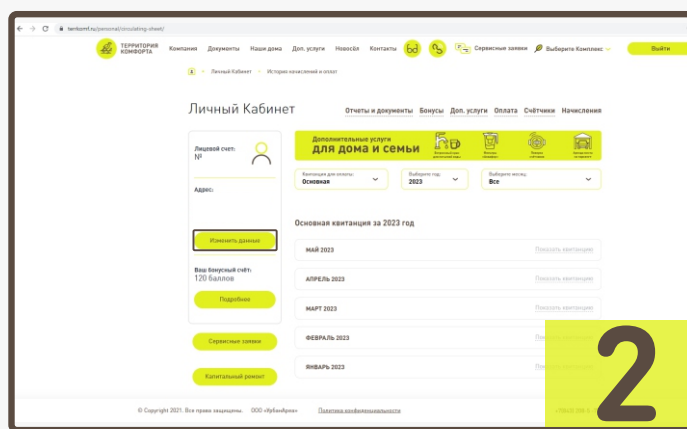 terrkomf.ru/personal/circulating-sheet/
ТЕРРИТОРИЯ
КОМФОРТА
Компания Документы Наши дома Доп. услуги Новосёл Контакты Сервисные заявки Выберите Комплекс Выйти
Личный Кабинет История начислений и оплат
Личный Кабинет
Отчеты и документы Бонусы Доп. услуги Оплата Счётчики Начисления
Лицевой счет:
№
Адрес:
Изменить данные
Ваш бонусный счёт:
120 баллов
Подробнее
Сервисные заявки
Капитальный ремонт
Дополнительные услуги
для дома и семьи
Квитанция для оплаты:
Основная
Выберите год:
2023
Выберите месяц:
Все
Основная квитанция за 2023 год
МАЙ 2023 Показать квитанцию
АПРЕЛЬ 2023 Показать квитанцию
МАРТ 2023 Показать квитанцию
ФЕВРАЛЬ 2023
ЯНВАРЬ 2023
2
© Copyright 2021. Все права защищены. ООО «УрбанАрхи» Политика конфиденциальности